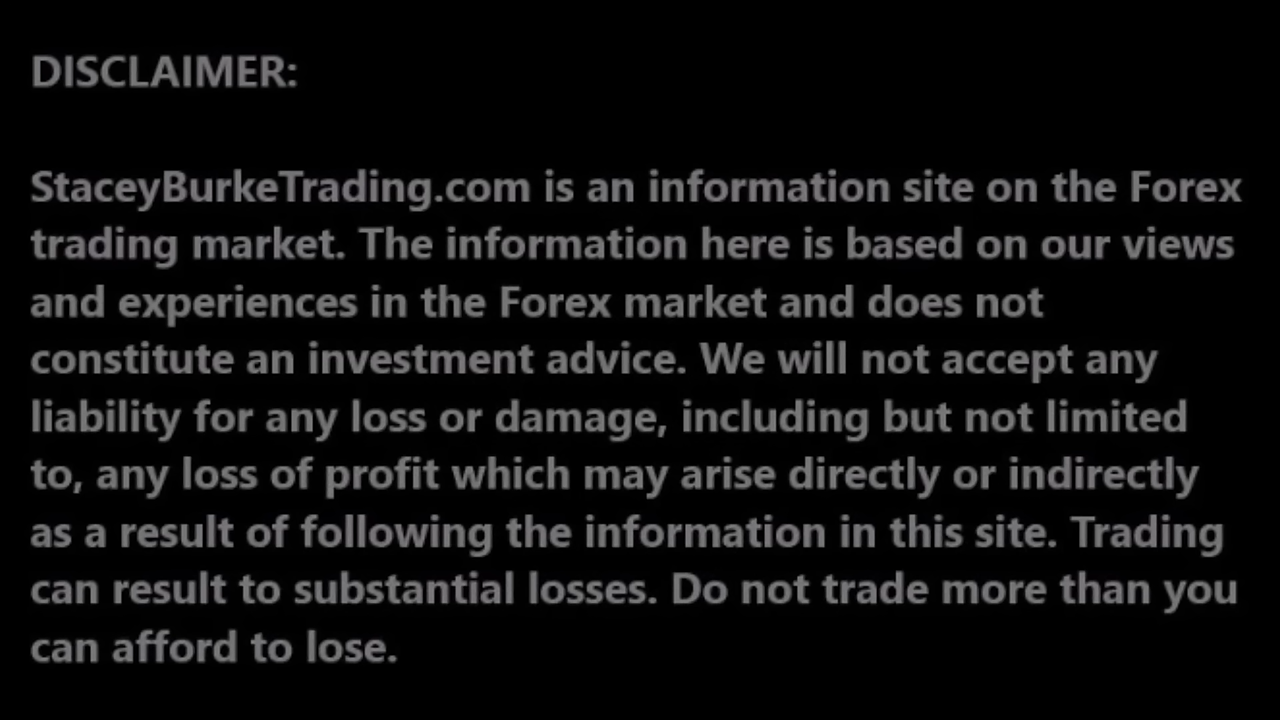 DISCLAIMER:
StaceyBurkeTrading.com is an information site on the Forex
trading market. The information here is based on our views
and experiences in the Forex market and does not
constitute an investment advice. We will not accept any
liability for any loss or damage, including but not limited
to, any loss of profit which may arise directly or indirectly
as a result of following the information in this site. Trading
can result to substantial losses. Do not trade more than you
can afford to lose.